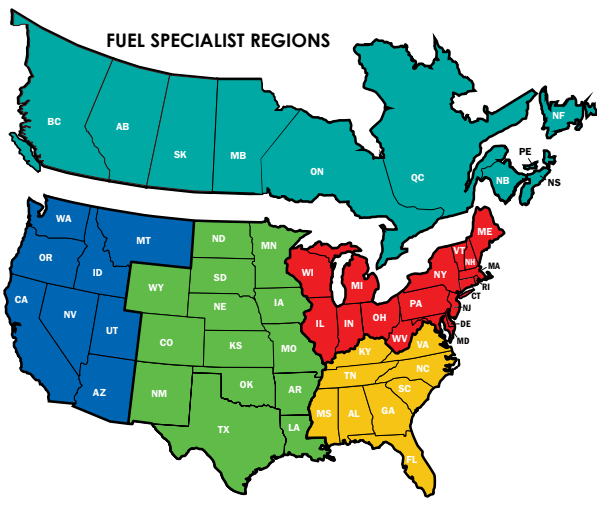 FUEL SPECIALIST REGIONS
BC
AB
SK
MB
ON
QC
NF
PE
NB
NS
WA
MT
OR
ID
CA
NV
UT
AZ
ND
MN
SD
WY
NE
IA
CO
KS
MO
NM
OK
AR
TX
LA
WI
MI
IL
IN
OH
PA
NY
VT
NH
ME
MA
RI
CT
NJ
DE
MD
WV
KY
VA
TN
NC
SC
MS
AL
GA
FL